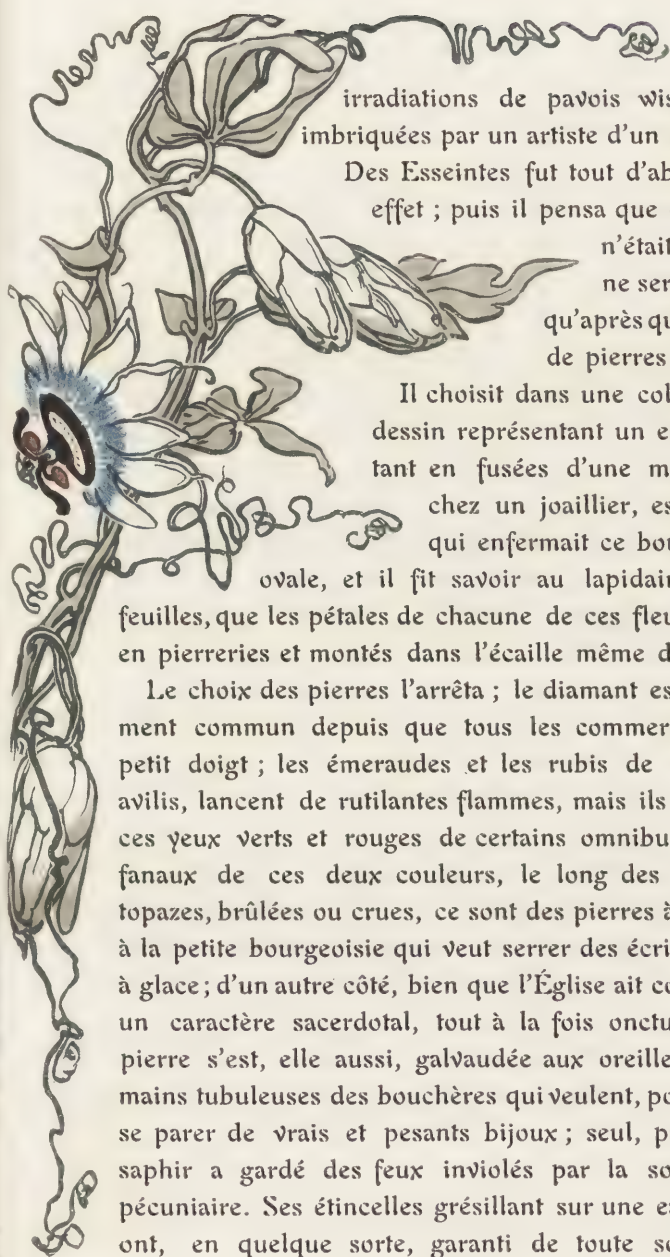 irradiations de pavois wis
imbriquées par un artiste d'un
Des Esseintes fut tout d'ab
effet ; puis il pensa que
n'était
ne ser
qu'après qu
de pierres
Il choisit dans une col
dessin représentant un e
tant en fusées d'une m
chez un joaillier, es
qui enfermait ce bou
ovale, et il fit savoir au lapidair
feuilles, que les pétales de chacune de ces fleu
en pierreries et montés dans l'écaille même d
Le choix des pierres l'arrêta ; le diamant es
ment commun depuis que tous les commer
petit doigt ; les émeraudes et les rubis de
avilis, lancent de rutilantes flammes, mais ils
ces yeux verts et rouges de certains omnibu
fanaux de ces deux couleurs, le long des
topazes, brûlées ou crues, ce sont des pierres à
à la petite bourgeoisie qui veut serrer des écri
à glace ; d'un autre côté, bien que l'Église ait co
un caractère sacerdotal, tout à la fois onctu
pierre s'est, elle aussi, galvaudée aux oreille
mains tubuleuses des bouchères qui veulent, po
se parer de vrais et pesants bijoux ; seul, p
saphir a gardé des feux inviolés par la so
pécuniaire. Ses étincelles grésillant sur une e
ont, en quelque sorte, garanti de toute so